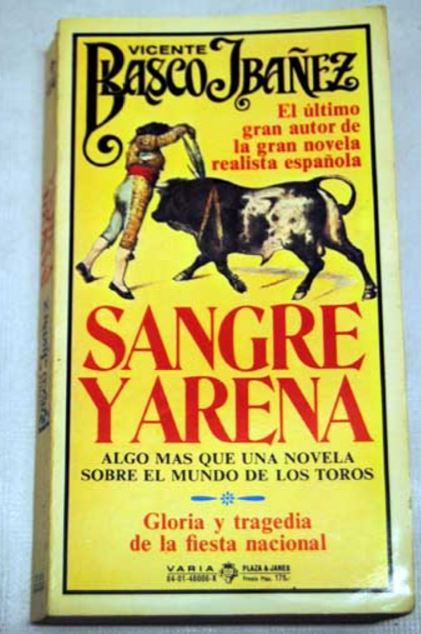 VICENTE
BLASCO IBAÑEZ
El último
gran autor de
la gran novela
realista española
SANGRE
Y ARENA
ALGO MAS QUE UNA NOVELA
SOBRE EL MUNDO DE LOS TOROS
Gloria y tragedia
de la fiesta nacional
VARIA PLAZA & JANES